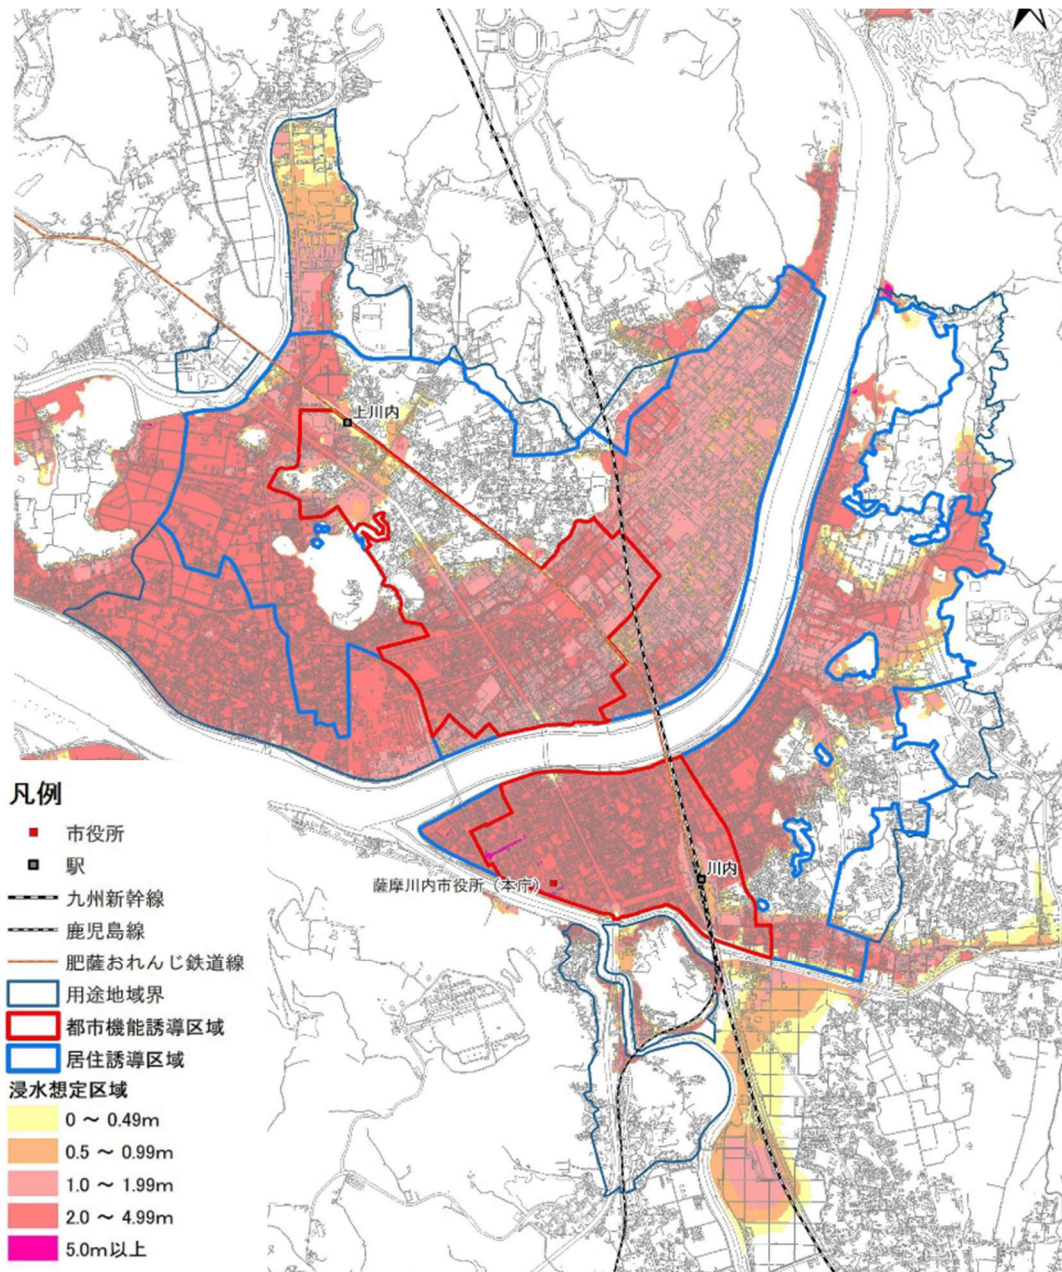 上川内
川内
薩摩川内市役所（本庁）
凡例
市役所
駅
九州新幹線
鹿児島線
肥薩おれんじ鉄道線
用途地域界
都市機能誘導区域
居住誘導区域
浸水想定区域
0 ～ 0.49m
0.5 ～ 0.99m
1.0 ～ 1.99m
2.0 ～ 4.99m
5.0m以上